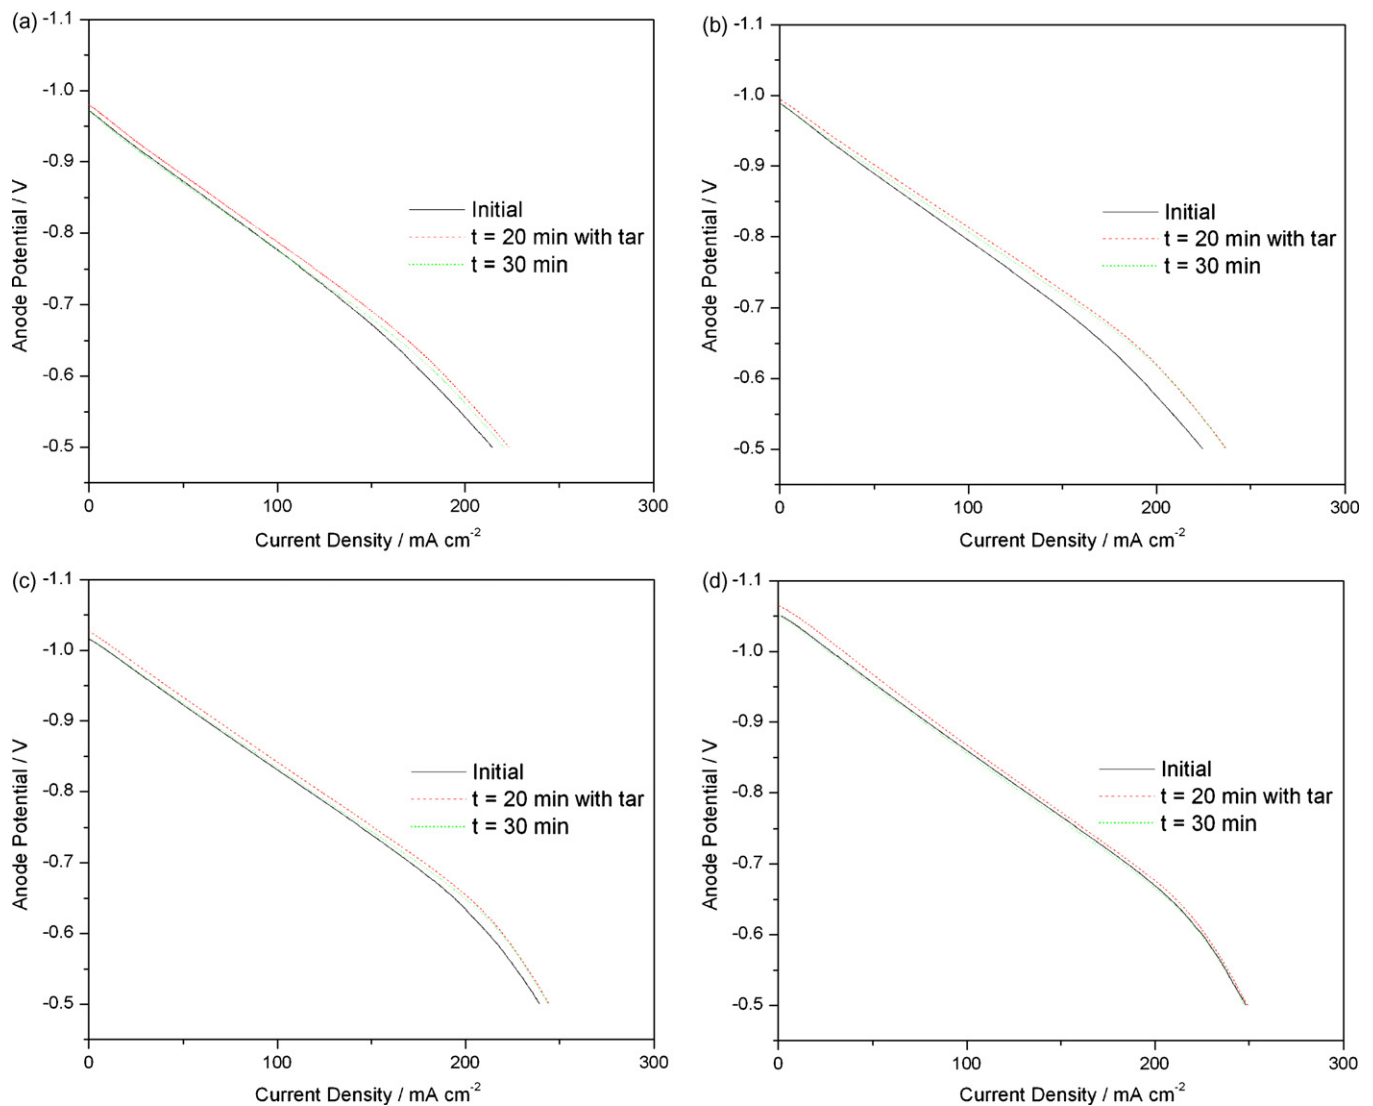 (a)
-1.1
-1.0
-0.9
-0.8
-0.7
-0.6
-0.5
Anode Potential / V
Initial
t = 20 min with tar
t = 30 min
0
100
200
300
Current Density / mA cm⁻²
(b)
-1.1
-1.0
-0.9
-0.8
-0.7
-0.6
-0.5
Anode Potential / V
Initial
t = 20 min with tar
t = 30 min
0
100
200
300
Current Density / mA cm⁻²
(c)
-1.1
-1.0
-0.9
-0.8
-0.7
-0.6
-0.5
Anode Potential / V
Initial
t = 20 min with tar
t = 30 min
0
100
200
300
Current Density / mA cm⁻²
(d)
-1.1
-1.0
-0.9
-0.8
-0.7
-0.6
-0.5
Anode Potential / V
Initial
t = 20 min with tar
t = 30 min
0
100
200
300
Current Density / mA cm⁻²